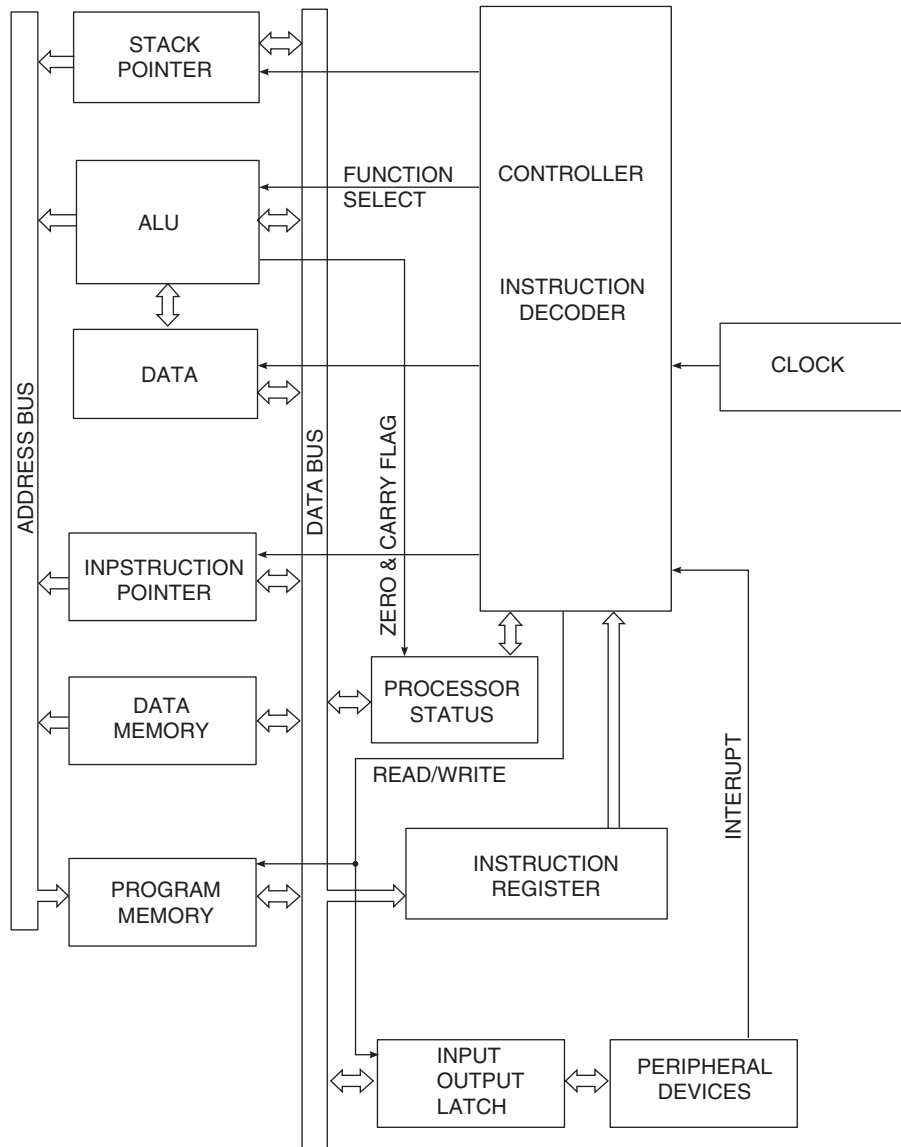 STACK
POINTER
CONTROLLER
FUNCTION
SELECT
ALU
INSTRUCTION
DECODER
DATA
CLOCK
ADDRESS BUS
DATA BUS
ZERO & CARRY FLAG
INPSTRUCTION
POINTER
PROCESSOR
STATUS
DATA
MEMORY
READ/WRITE
INTERUPT
INSTRUCTION
REGISTER
PROGRAM
MEMORY
INPUT
OUTPUT
LATCH
PERIPHERAL
DEVICES